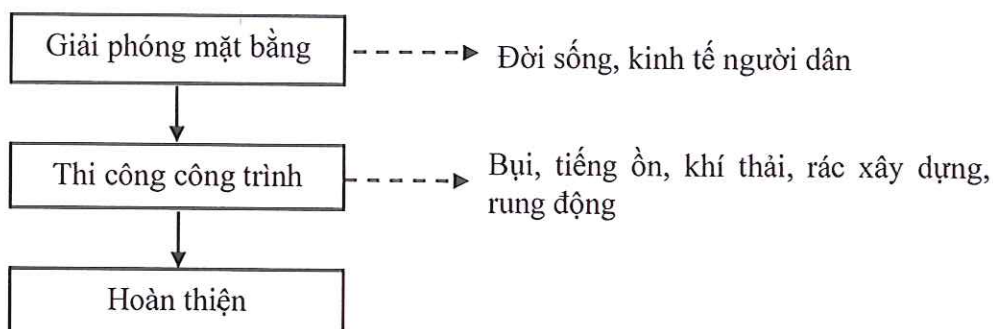 Giải phóng mặt bằng
Đời sống, kinh tế người dân
Thi công công trình
Bụi, tiếng ồn, khí thải, rác xây dựng,
rung động
Hoàn thiện